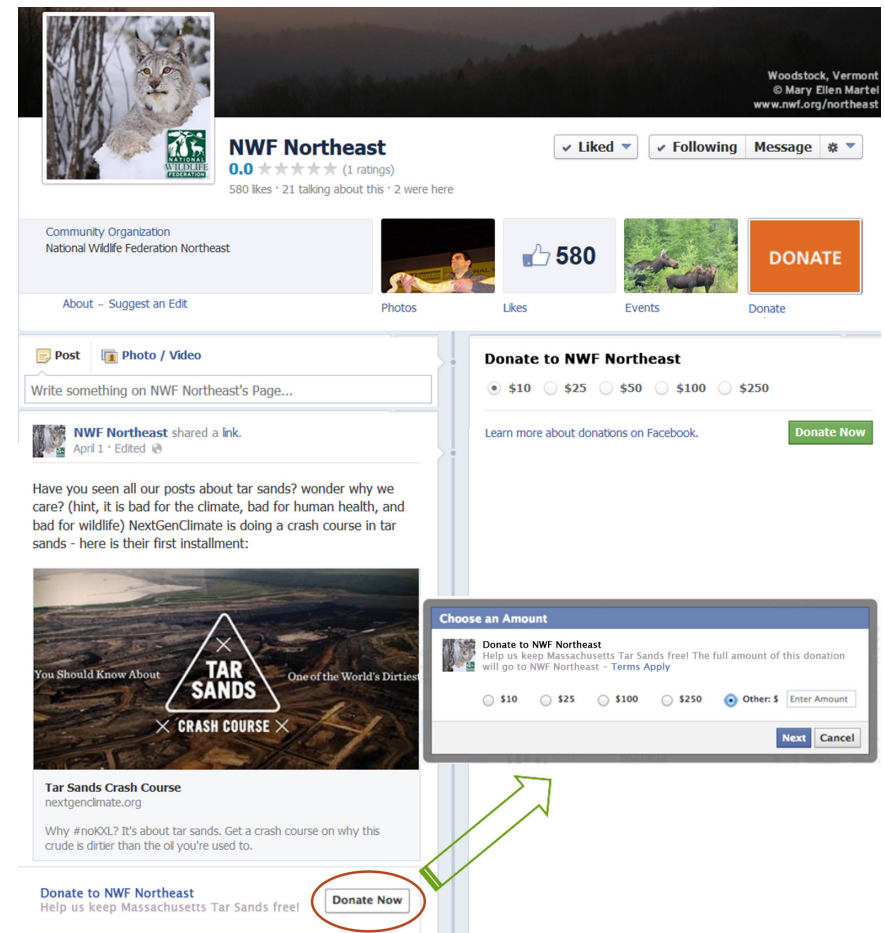 Woodstock, Vermont
© Mary Ellen Martel
www.nwf.org/northeast
NATIONAL
WILDLIFE
FEDERATION
NWF Northeast
0.0 ★★★★★ (1 ratings)
580 likes · 21 talking about this · 2 were here
✓ Liked
✓ Following
Message
Community Organization
National Wildlife Federation Northeast
About – Suggest an Edit
580
DONATE
Photos
Likes
Events
Donate
Post
Photo / Video
Write something on NWF Northeast's Page...
NWF Northeast shared a link.
April 1 · Edited
Have you seen all our posts about tar sands? wonder why we
care? (hint, it is bad for the climate, bad for human health, and
bad for wildlife) NextGenClimate is doing a crash course in tar
sands - here is their first installment:
You Should Know About
TAR
SANDS
One of the World's Dirtiest
CRASH COURSE
Tar Sands Crash Course
nextgenclimate.org
Why #noKXL? It's about tar sands. Get a crash course on why this
crude is dirtier than the oil you're used to.
Donate to NWF Northeast
Help us keep Massachusetts Tar Sands free!
Donate Now
Donate to NWF Northeast
$10 $25 $50 $100 $250
Learn more about donations on Facebook.
Donate Now
Choose an Amount
Donate to NWF Northeast
Help us keep Massachusetts Tar Sands free! The full amount of this donation
will go to NWF Northeast – Terms Apply
$10 $25 $100 $250 Other: $ Enter Amount
Next Cancel